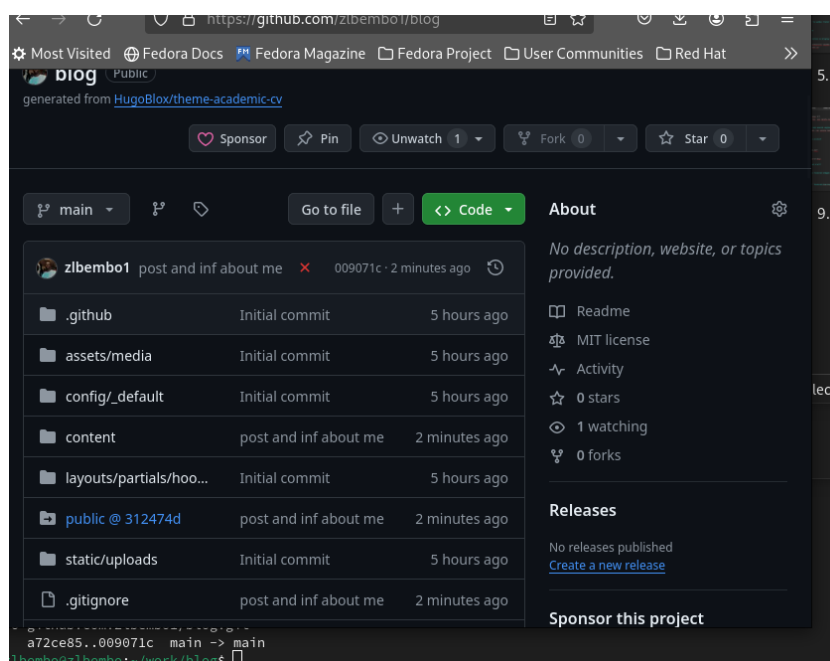 https://github.com/zlbembo1/blog
Most Visited Fedora Docs Fedora Magazine Fedora Project User Communities Red Hat
blog Public
generated from HugoBlox/theme-academic-cv
Sponsor Pin Unwatch 1 Fork 0 Star 0
main Go to file + <> Code
About
No description, website, or topics
provided.
zlbembo1 post and inf about me 009071c · 2 minutes ago
.github Initial commit 5 hours ago
assets/media Initial commit 5 hours ago
config/_default Initial commit 5 hours ago
content post and inf about me 2 minutes ago
layouts/partials/hoo... Initial commit 5 hours ago
public @ 312474d post and inf about me 2 minutes ago
static/uploads Initial commit 5 hours ago
.gitignore post and inf about me 2 minutes ago
Readme
MIT license
Activity
0 stars
1 watching
0 forks
Releases
No releases published
Create a new release
Sponsor this project
5.
9.
lec
a72ce85..009071c main -> main